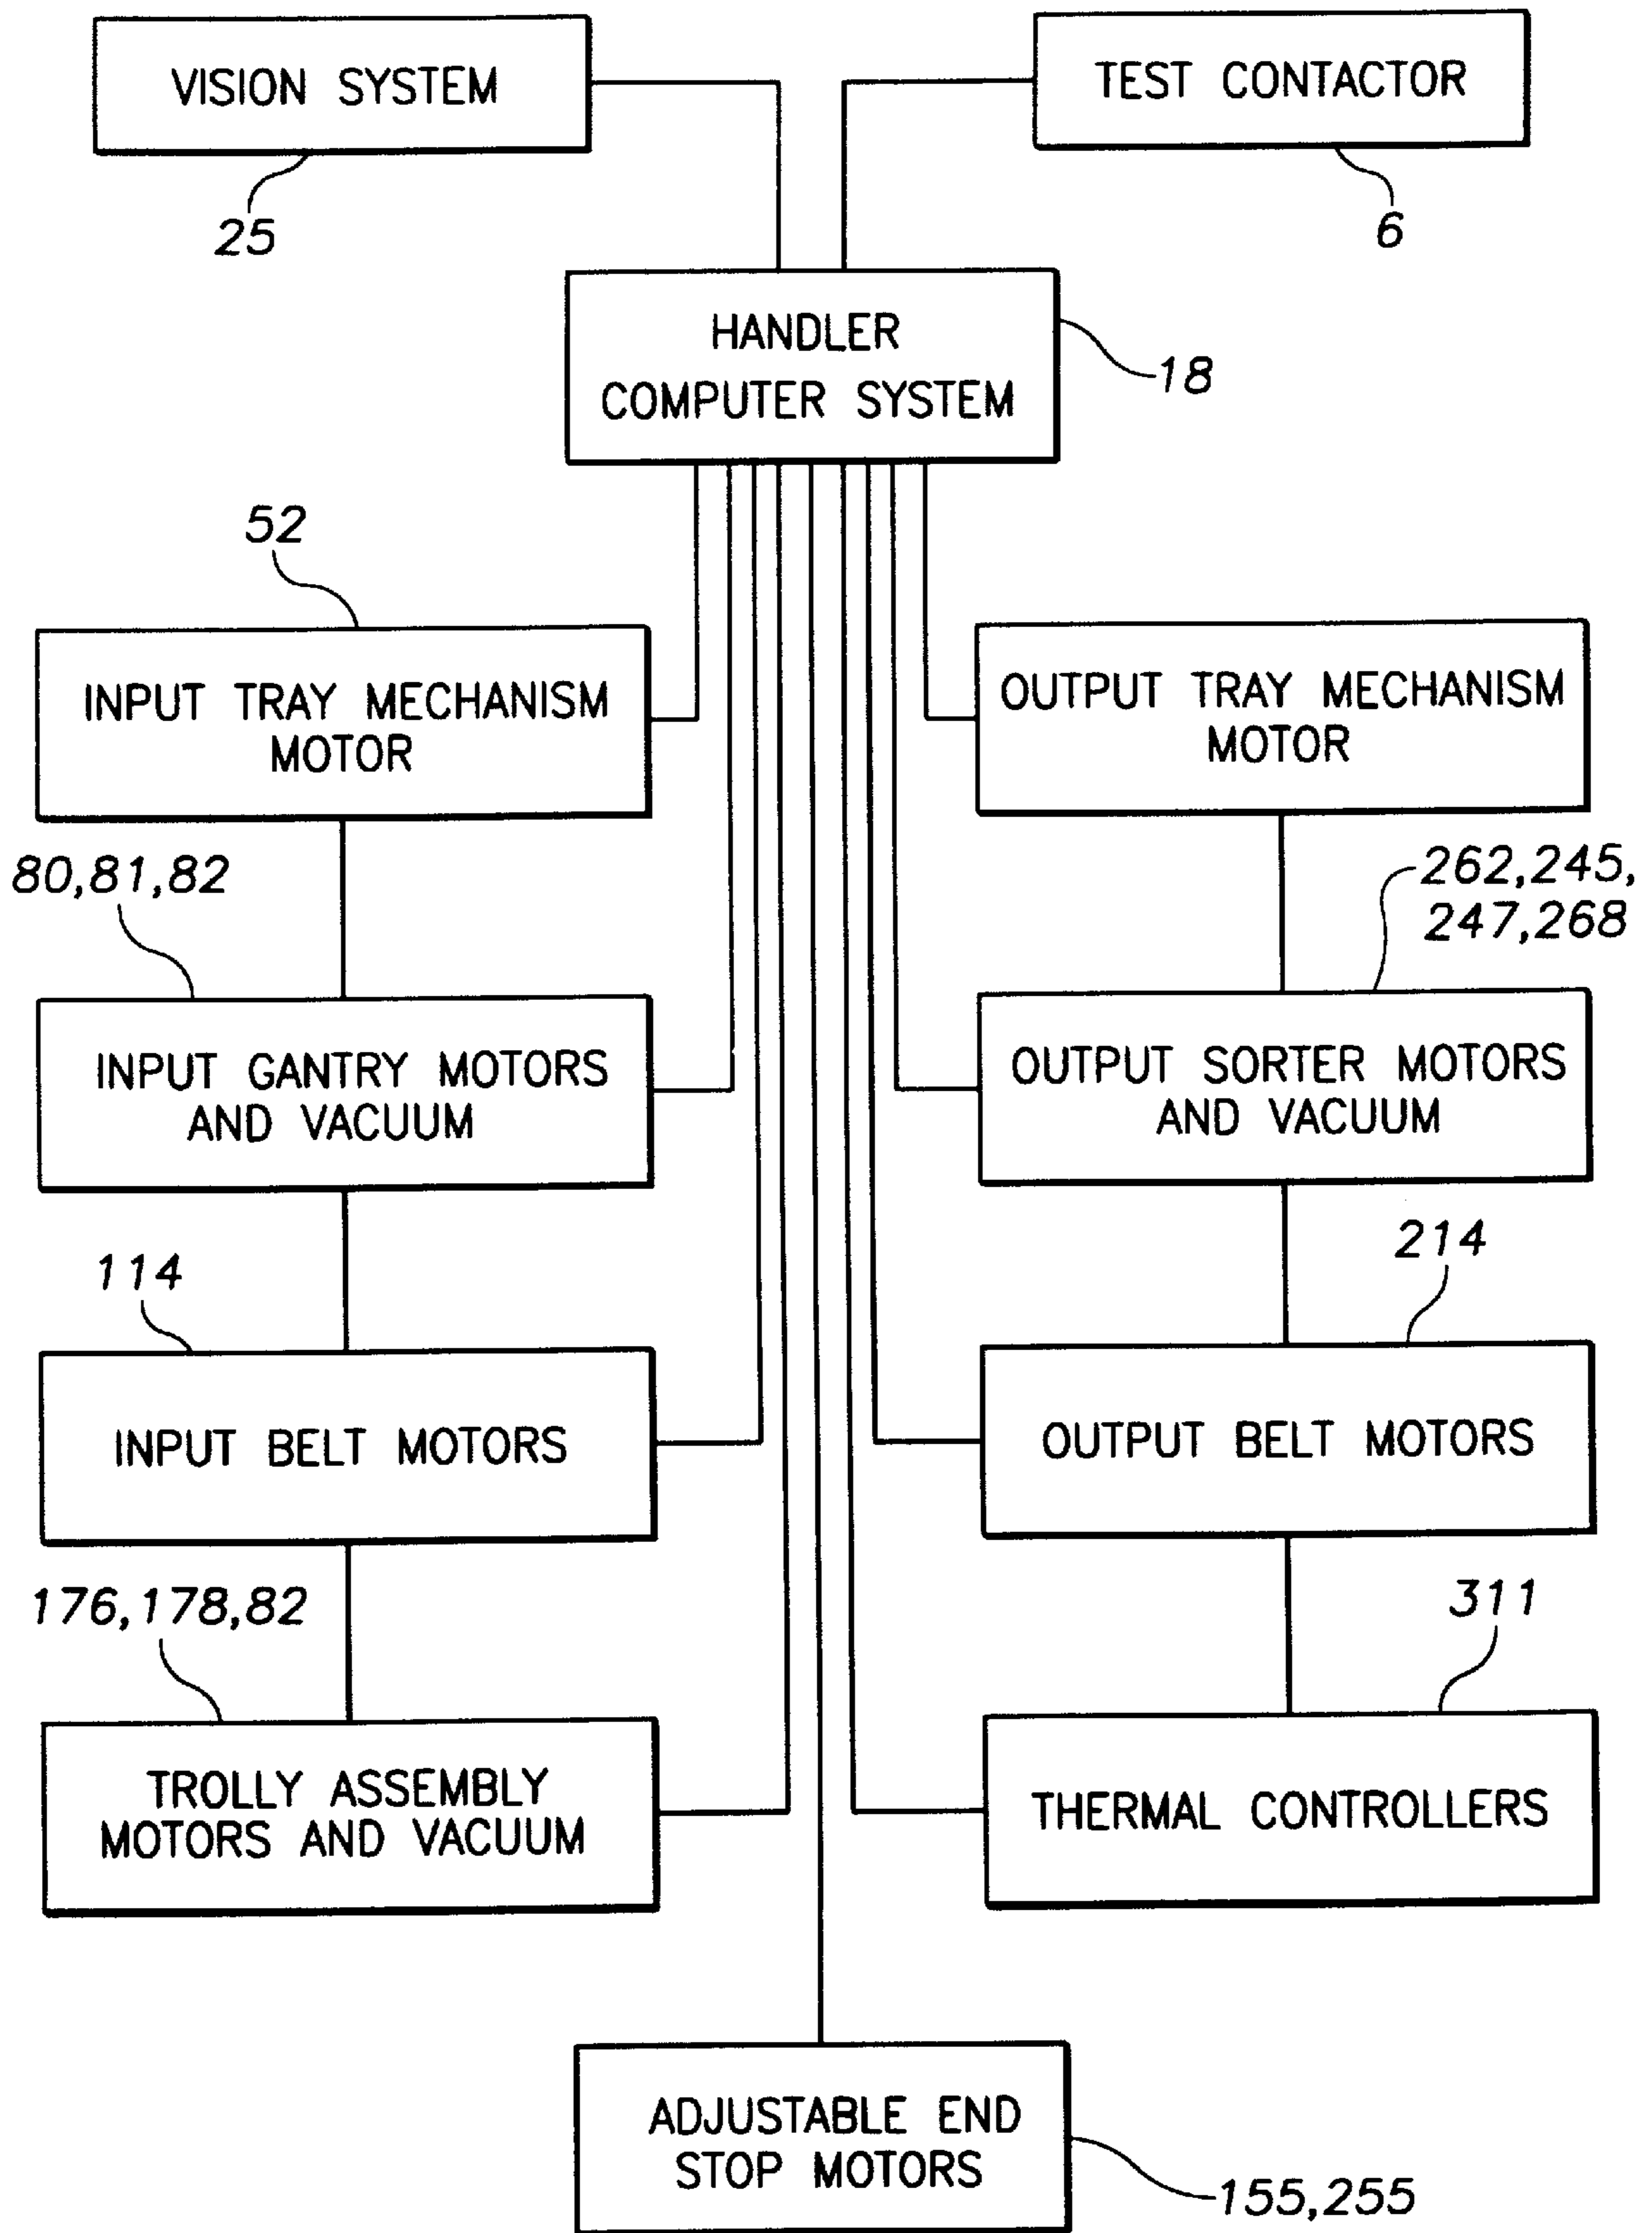 VISION SYSTEM
TEST CONTACTOR
25
6
HANDLER
COMPUTER SYSTEM
18
52
INPUT TRAY MECHANISM
MOTOR
OUTPUT TRAY MECHANISM
MOTOR
80,81,82
262,245,
247,268
INPUT GANTRY MOTORS
AND VACUUM
OUTPUT SORTER MOTORS
AND VACUUM
114
214
INPUT BELT MOTORS
OUTPUT BELT MOTORS
176,178,82
311
TROLLY ASSEMBLY
MOTORS AND VACUUM
THERMAL CONTROLLERS
ADJUSTABLE END
STOP MOTORS
155,255